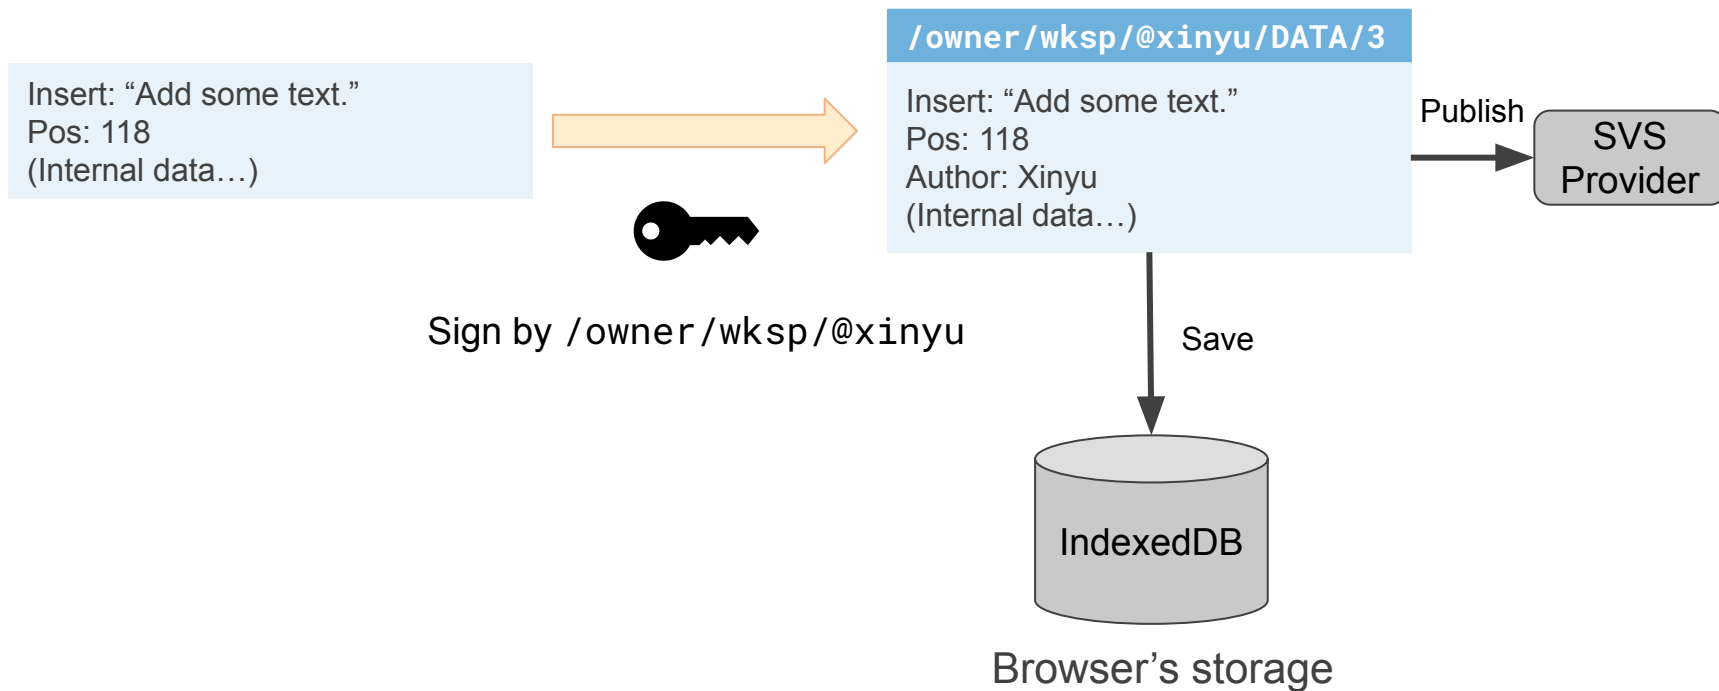 Insert: “Add some text.”
Pos: 118
(Internal data…)
Sign by /owner/wksp/@xinyu
/owner/wksp/@xinyu/DATA/3
Insert: “Add some text.”
Pos: 118
Author: Xinyu
(Internal data…)
Publish
SVS
Provider
Save
IndexedDB
Browser’s storage